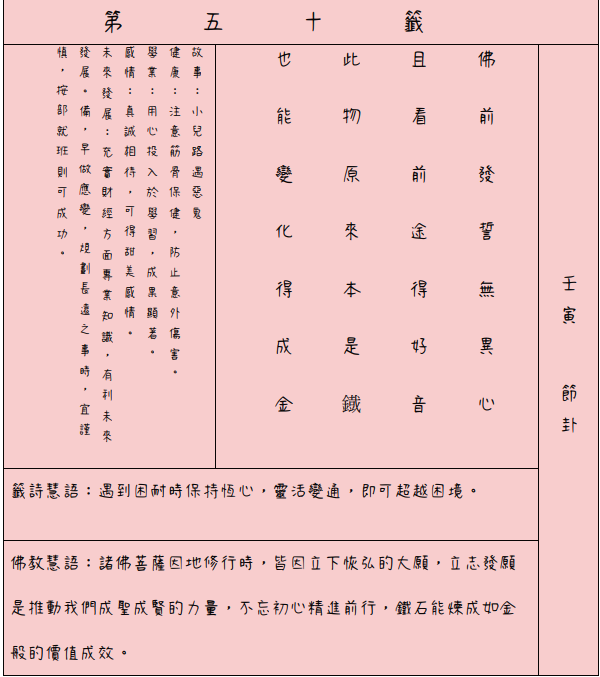 第五十籤
壬寅 節卦
佛前發誓無異心
且看前途得好音
此物原來本是鐵
也能變化得成金
故事：小兒路遇惡鬼
健康：注意筋骨保健，防止意外傷害。
學業：用心投入於學習，成果顯著。
感情：真誠相待，可得甜美感情。
未來發展：充實財經方面專業知識，有利未來
發展。備，早做應變，規劃長遠之事時，宜謹
慎，按部就班則可成功。
籤詩慧語：遇到困耐時保持恆心，靈活變通，即可超越困境。
佛教慧語：諸佛菩薩因地修行時，皆因立下恢弘的大願，立志發願
是推動我們成聖成賢的力量，不忘初心精進前行，鐵石能煉成如金
般的價值成效。